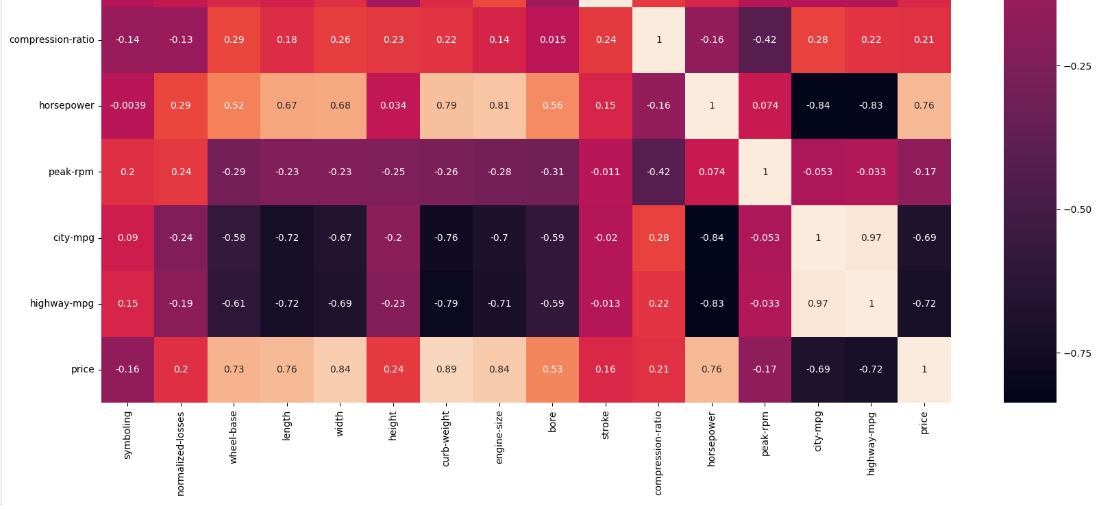 compression-ratio -0.14 -0.13 0.29 0.18 0.26 0.23 0.22 0.14 0.015 0.24 1 -0.16 -0.42 0.28 0.22 0.21
horsepower -0.0039 0.29 0.52 0.67 0.68 0.034 0.79 0.81 0.56 0.15 -0.16 1 0.074 -0.84 -0.83 0.76
peak-rpm 0.2 0.24 -0.29 -0.23 -0.23 -0.25 -0.26 -0.28 -0.31 -0.011 -0.42 0.074 1 -0.053 -0.033 -0.17
city-mpg 0.09 -0.24 -0.58 -0.72 -0.67 -0.2 -0.76 -0.7 -0.59 -0.02 0.28 -0.84 -0.053 1 0.97 -0.69
highway-mpg 0.15 -0.19 -0.61 -0.72 -0.69 -0.23 -0.79 -0.71 -0.59 -0.013 0.22 -0.83 -0.033 0.97 1 -0.72
price -0.16 0.2 0.73 0.76 0.84 0.24 0.89 0.84 0.53 0.16 0.21 0.76 -0.17 -0.69 -0.72 1
symboling
normalized-losses
wheel-base
length
width
height
curb-weight
engine-size
bore
stroke
compression-ratio
horsepower
peak-rpm
city-mpg
highway-mpg
price
−0.25
−0.50
−0.75